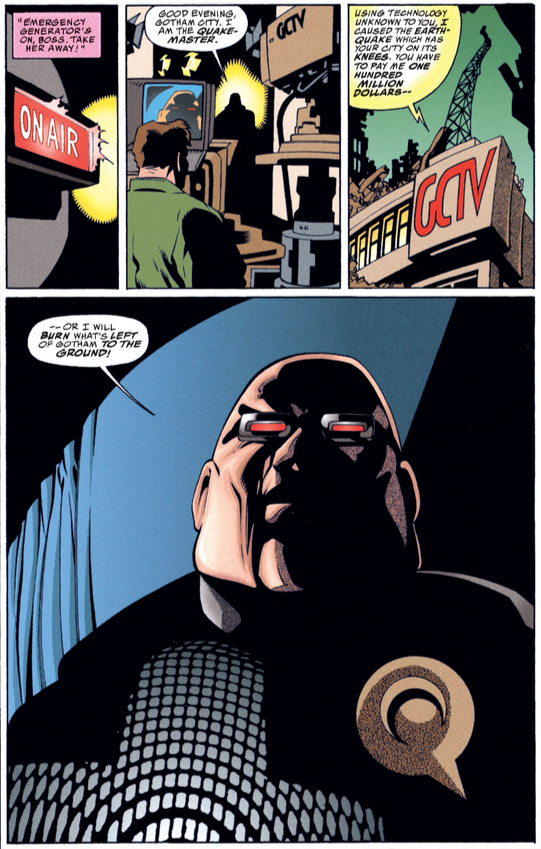 "EMERGENCY
GENERATOR'S
ON, BOSS. TAKE
HER AWAY!"
ON AIR
GOOD EVENING,
GOTHAM CITY. I
AM THE QUAKE-
MASTER.
GCTV
USING TECHNOLOGY
UNKNOWN TO YOU, I
CAUSED THE EARTH-
QUAKE WHICH HAS
YOUR CITY ON ITS
KNEES. YOU HAVE
TO PAY ME ONE
HUNDRED
MILLION
DOLLARS--
GCTV
--OR I WILL
BURN WHAT'S LEFT
OF GOTHAM TO THE
GROUND!
Q